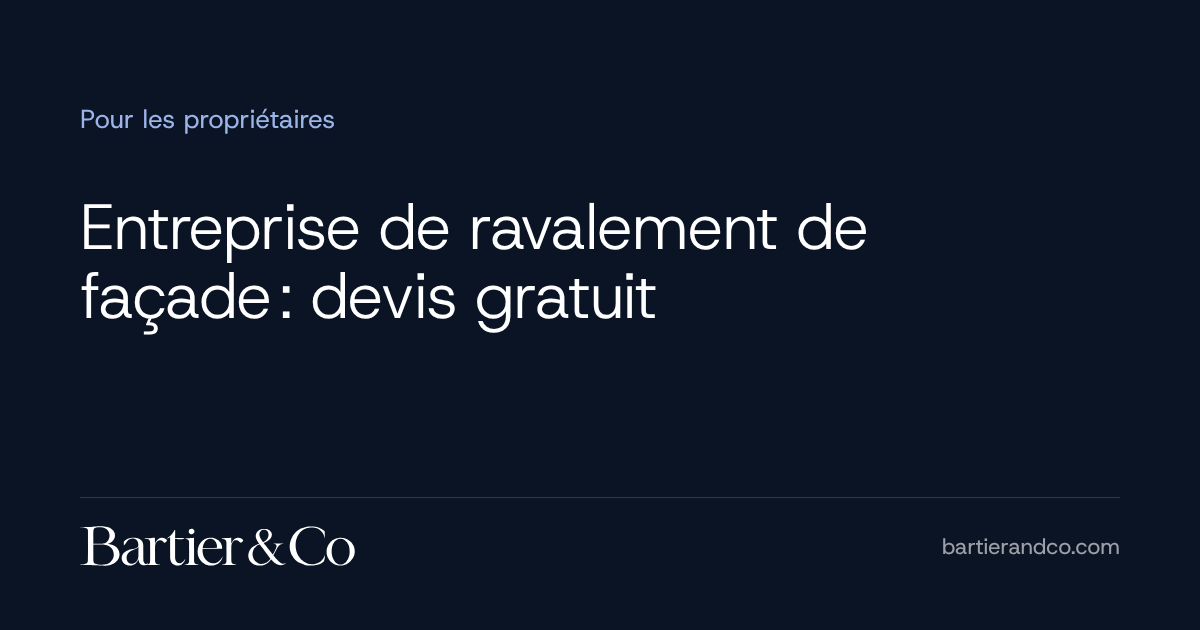 Pour les propriétaires
Entreprise de ravalement de
façade : devis gratuit
Bartier & Co
bartierandco.com